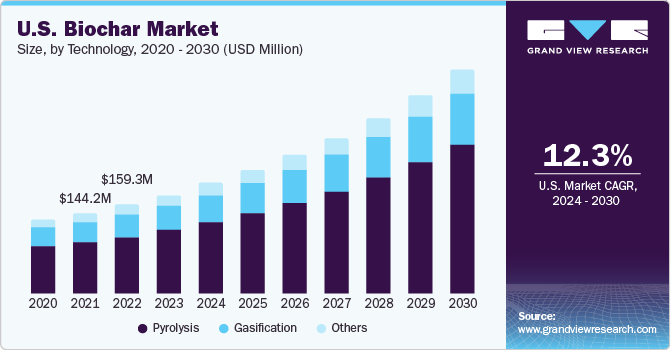 U.S. Biochar Market
Size, by Technology, 2020 - 2030 (USD Million)
$144.2M
$159.3M
2020 2021 2022 2023 2024 2025 2026 2027 2028 2029 2030
Pyrolysis Gasification Others
GRAND VIEW RESEARCH
12.3%
U.S. Market CAGR,
2024 - 2030
Source:
www.grandviewresearch.com